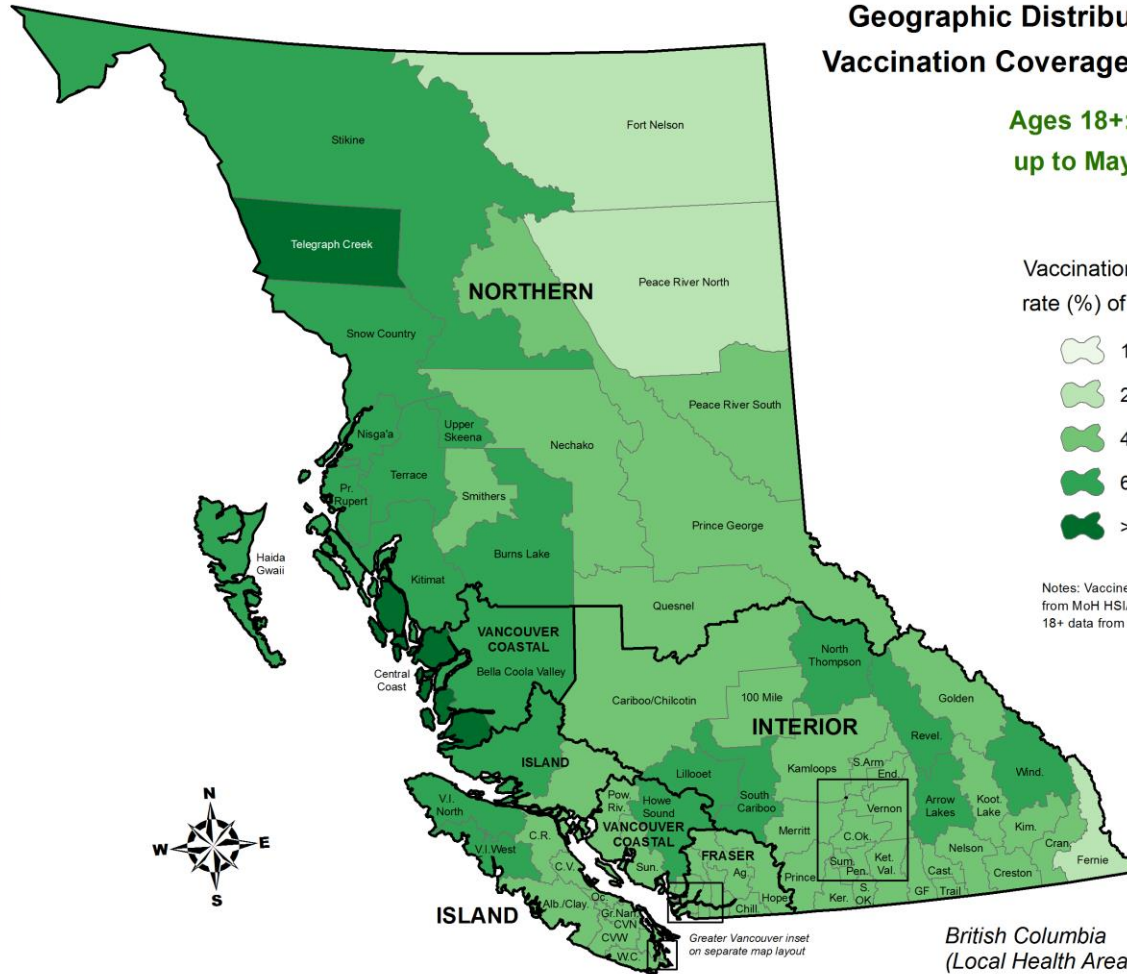 Geographic Distribu
Vaccination Coverage
Ages 18+:
up to May
Vaccination
rate (%) of
1
2
4
6
>
Notes: Vaccine
from MoH HSI
18+ data from
Fort Nelson
Stikine
Telegraph Creek
NORTHERN
Peace River North
Snow Country
Peace River South
Nisga'a
Upper
Skeena
Nechako
Terrace
Smithers
Pr.
Rupert
Prince George
Haida
Gwaii
Burns Lake
Kitimat
Quesnel
VANCOUVER
COASTAL
North
Thompson
Central
Coast
Bella Coola Valley
Cariboo/Chilcotin
100 Mile
Golden
INTERIOR
Revel.
ISLAND
Lillooet
Kamloops
S.Arm
End.
Wind.
V.I.
North
Pow.
Riv.
Howe
Sound
South
Cariboo
Vernon
Arrow
Lakes
Koot.
Lake
C.R.
VANCOUVER
COASTAL
Merritt
C.Ok.
Kim.
V.I.West
FRASER
Nelson
Cran.
C.V.
Sun.
Ag.
Sum.
Pen.
Ket.
Val.
Cast.
Creston
Fernie
Prince
Oc.
Alb./Clay.
Hope
Ker.
S.
OK
GF
Trail
Gr.Nan.
Chill.
ISLAND
CVN
CVW
W.C.
Greater Vancouver inset
on separate map layout
N
W
E
S
British Columbia
(Local Health Area